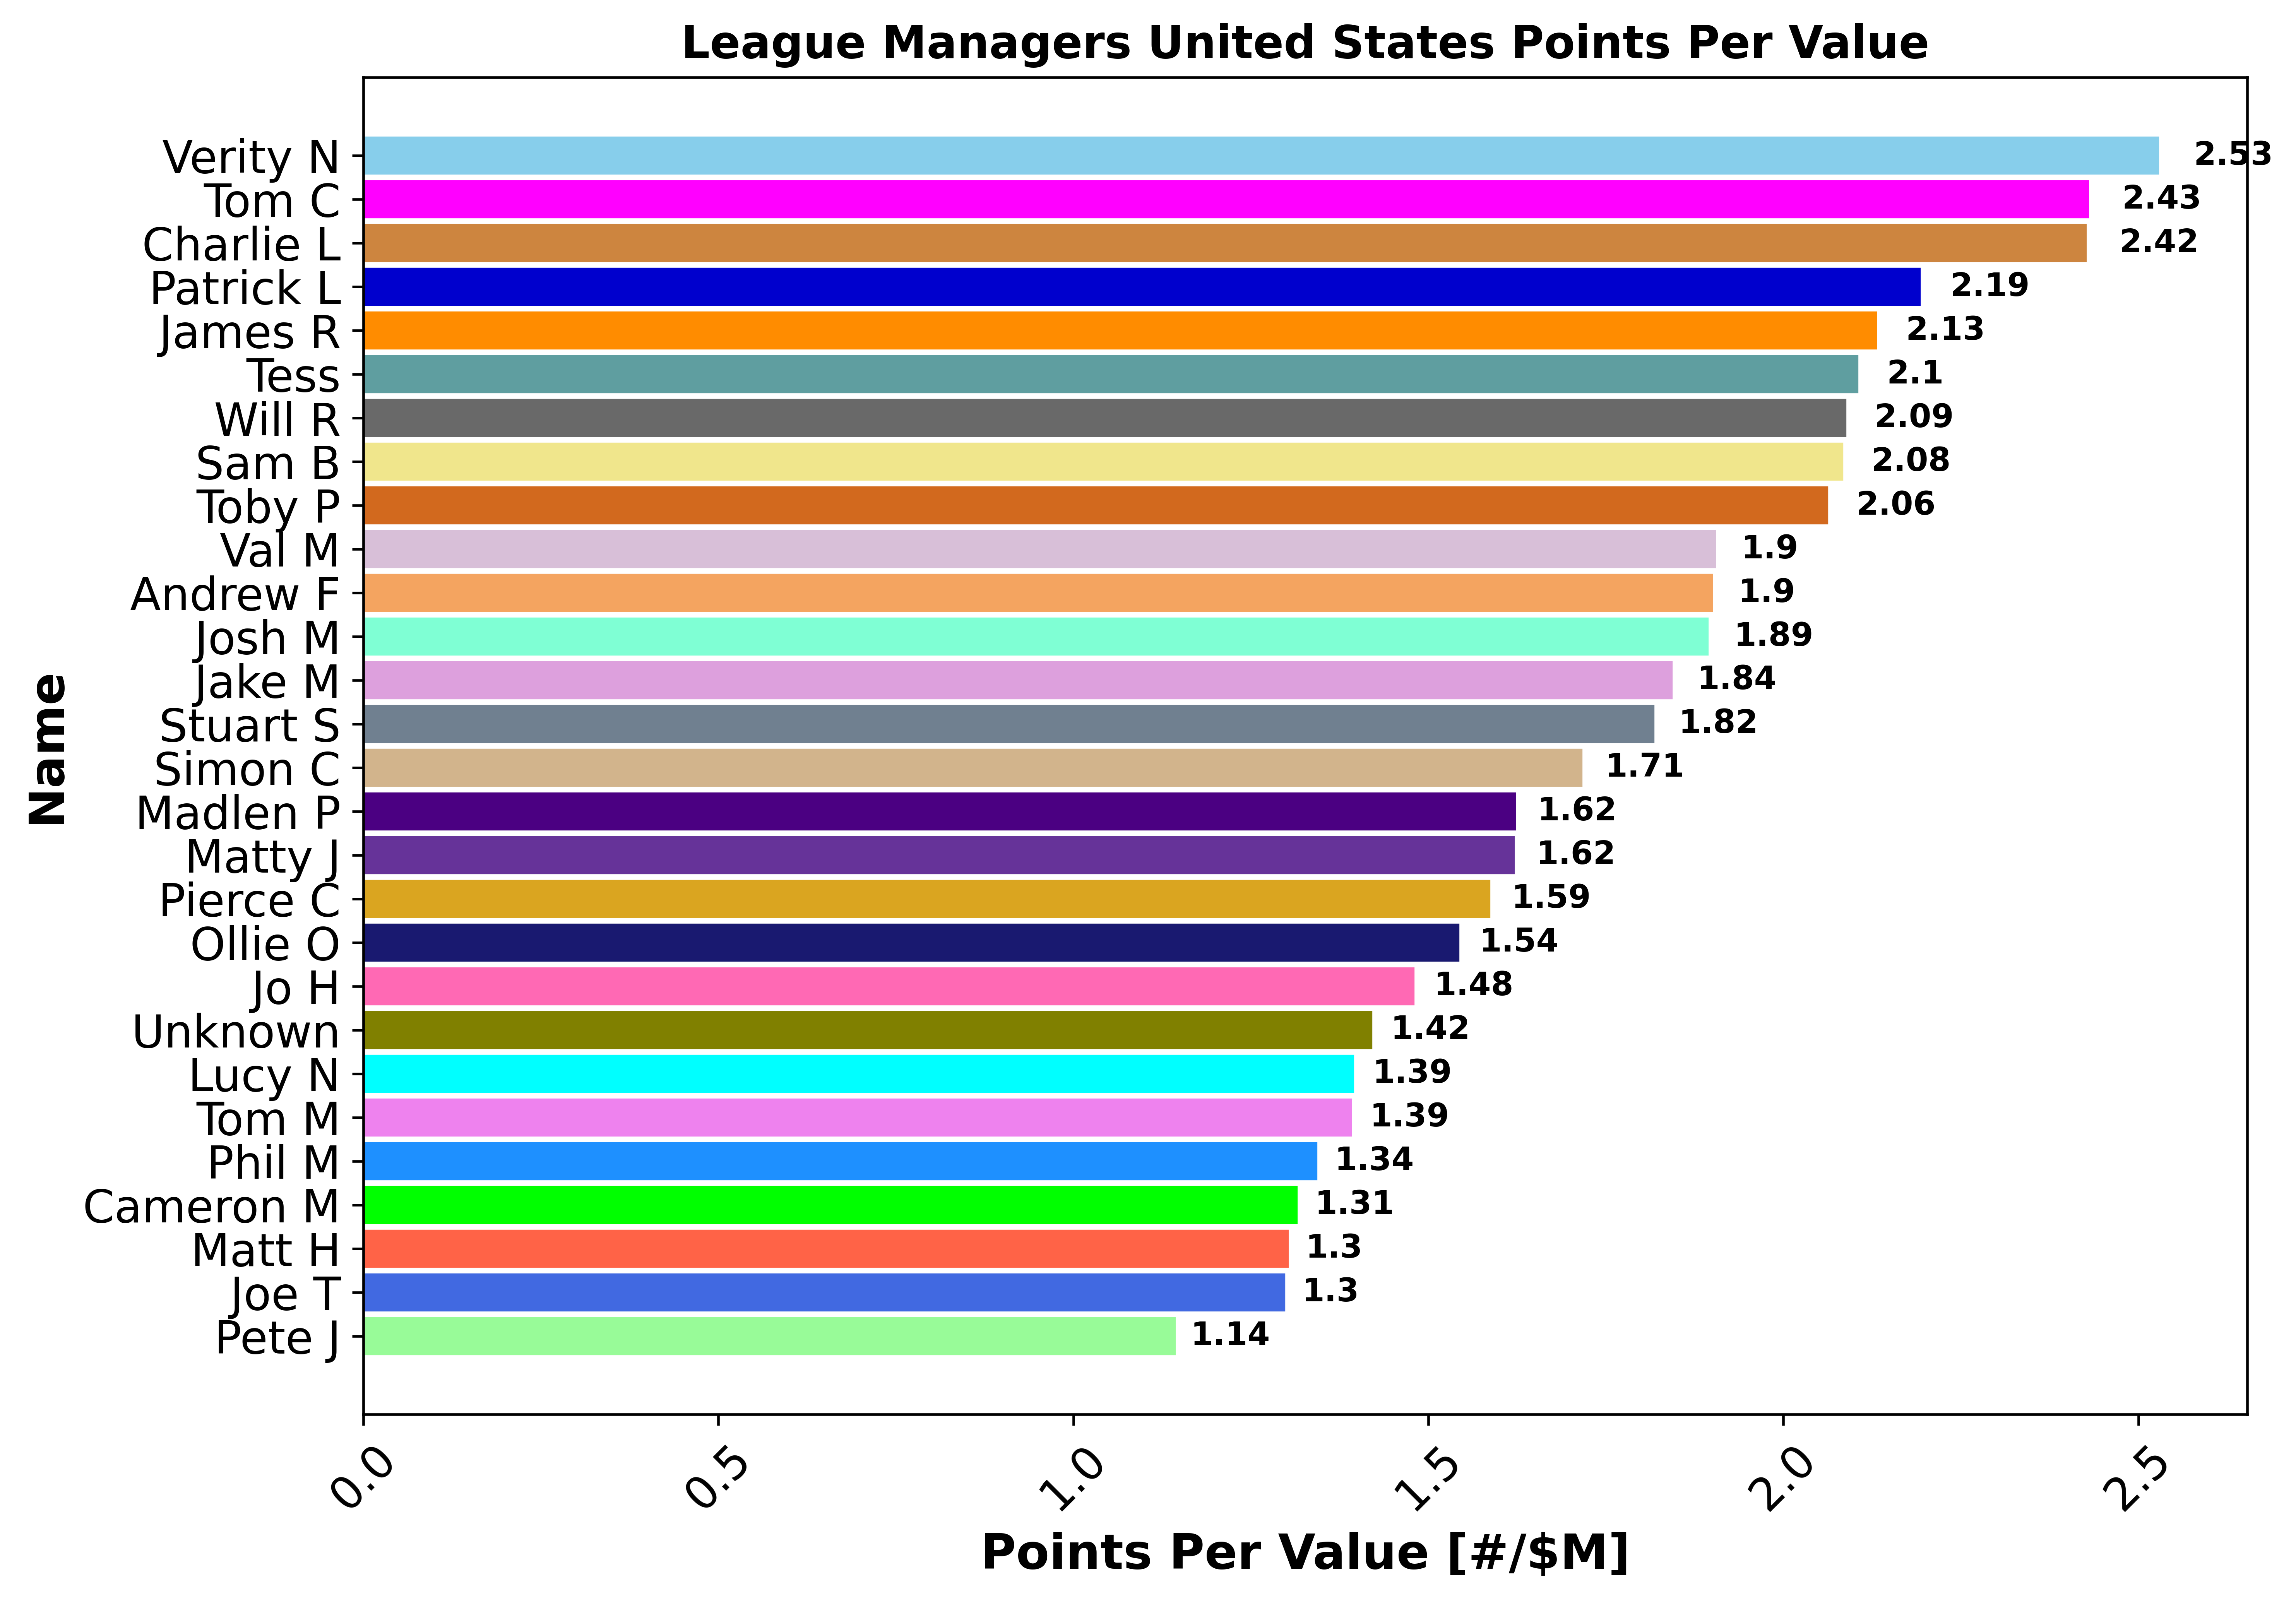 League Managers United States Points Per Value
Verity N 2.53
Tom C 2.43
Charlie L 2.42
Patrick L 2.19
James R 2.13
Tess 2.1
Will R 2.09
Sam B 2.08
Toby P 2.06
Val M 1.9
Andrew F 1.9
Josh M 1.89
Jake M 1.84
Stuart S 1.82
Simon C 1.71
Madlen P 1.62
Matty J 1.62
Pierce C 1.59
Ollie O 1.54
Jo H 1.48
Unknown 1.42
Lucy N 1.39
Tom M 1.39
Phil M 1.34
Cameron M 1.31
Matt H 1.3
Joe T 1.3
Pete J 1.14
Name
0.0 0.5 1.0 1.5 2.0 2.5
Points Per Value [#/$M]